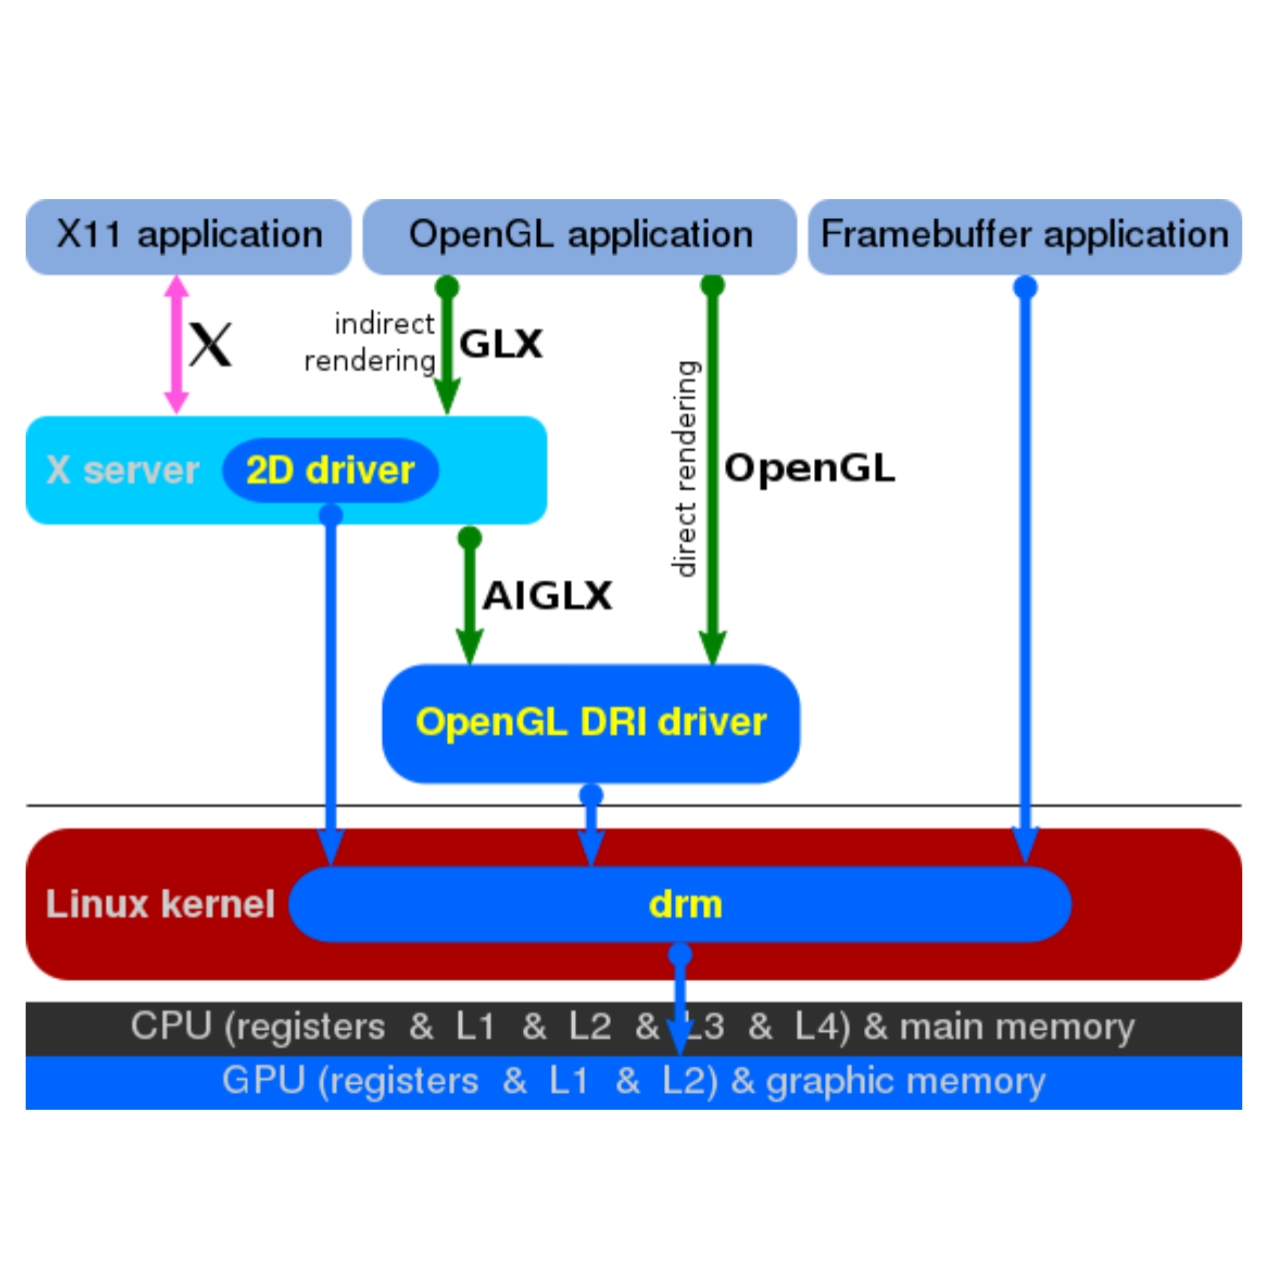 X11 application
OpenGL application
Framebuffer application
X
indirect
rendering
GLX
direct rendering
OpenGL
X server
2D driver
AIGLX
OpenGL DRI driver
Linux kernel
drm
CPU (registers & L1 & L2 & L3 & L4) & main memory
GPU (registers & L1 & L2) & graphic memory